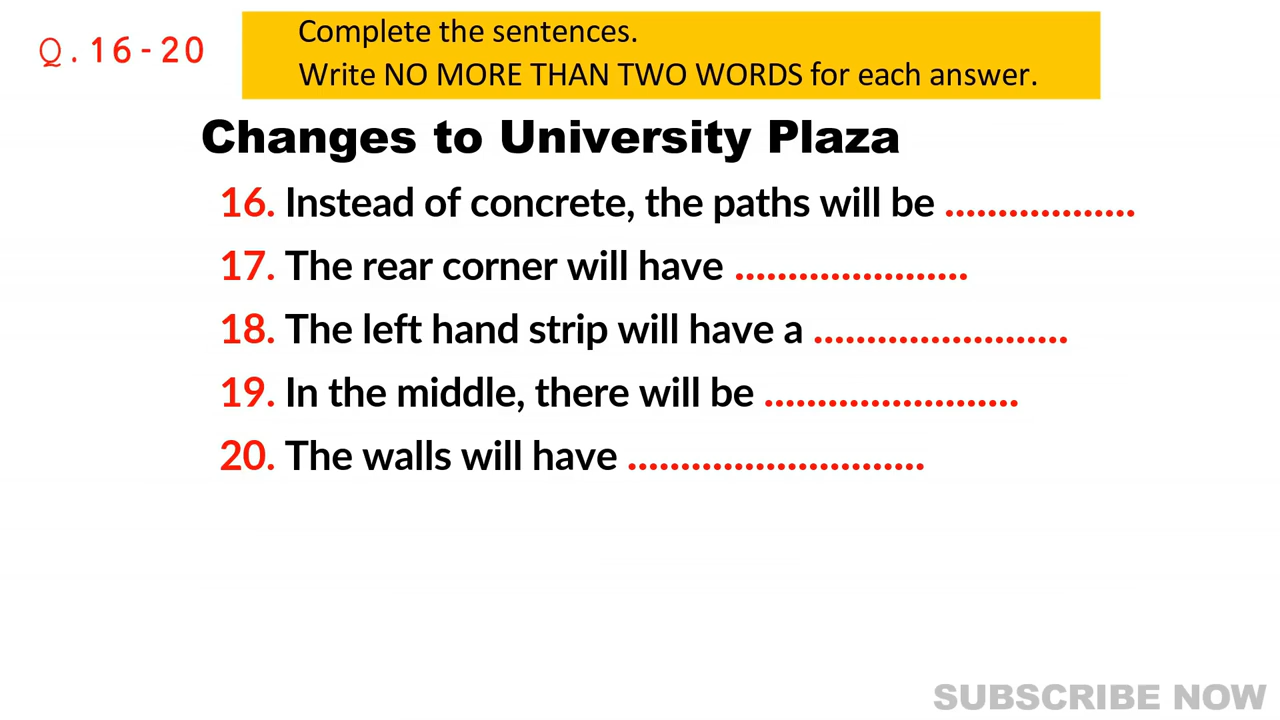 Q. 16-20
Complete the sentences.
Write NO MORE THAN TWO WORDS for each answer.
Changes to University Plaza
16. Instead of concrete, the paths will be ..................
17. The rear corner will have ......................
18. The left hand strip will have a ........................
19. In the middle, there will be ........................
20. The walls will have ............................
SUBSCRIBE NOW